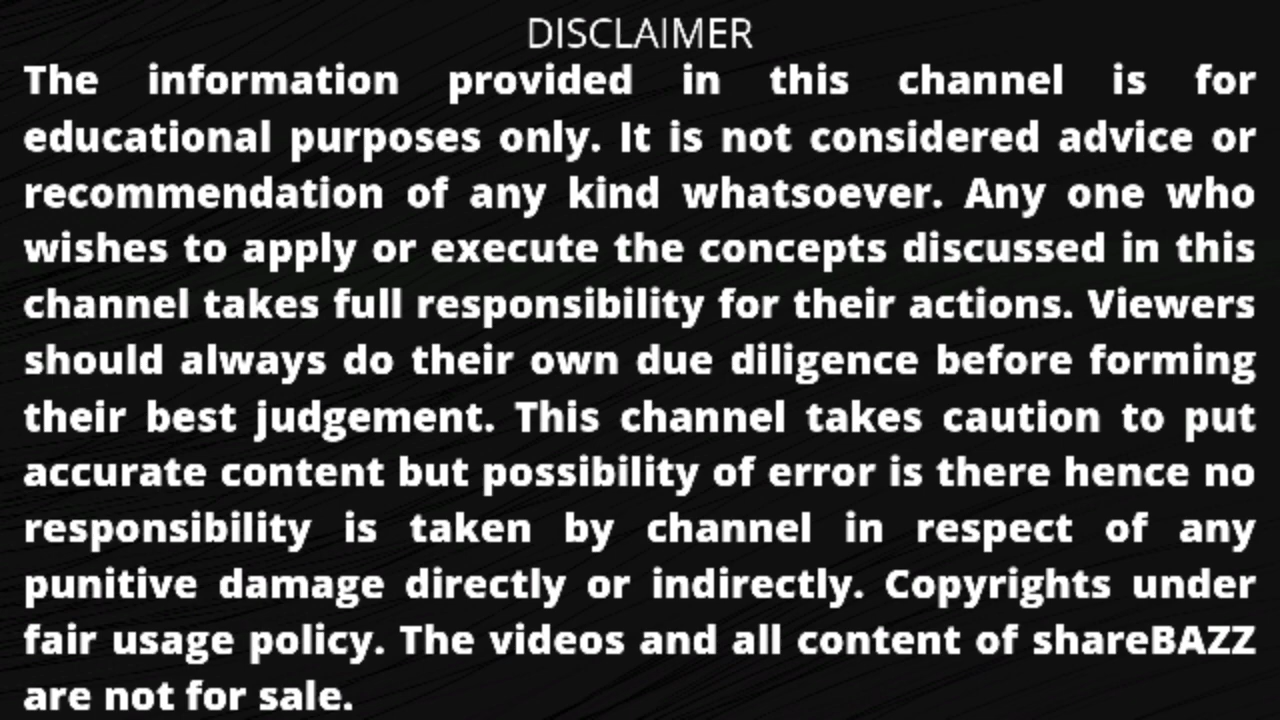 DISCLAIMER
The information provided in this channel is for
educational purposes only. It is not considered advice or
recommendation of any kind whatsoever. Any one who
wishes to apply or execute the concepts discussed in this
channel takes full responsibility for their actions. Viewers
should always do their own due diligence before forming
their best judgement. This channel takes caution to put
accurate content but possibility of error is there hence no
responsibility is taken by channel in respect of any
punitive damage directly or indirectly. Copyrights under
fair usage policy. The videos and all content of shareBAZZ
are not for sale.